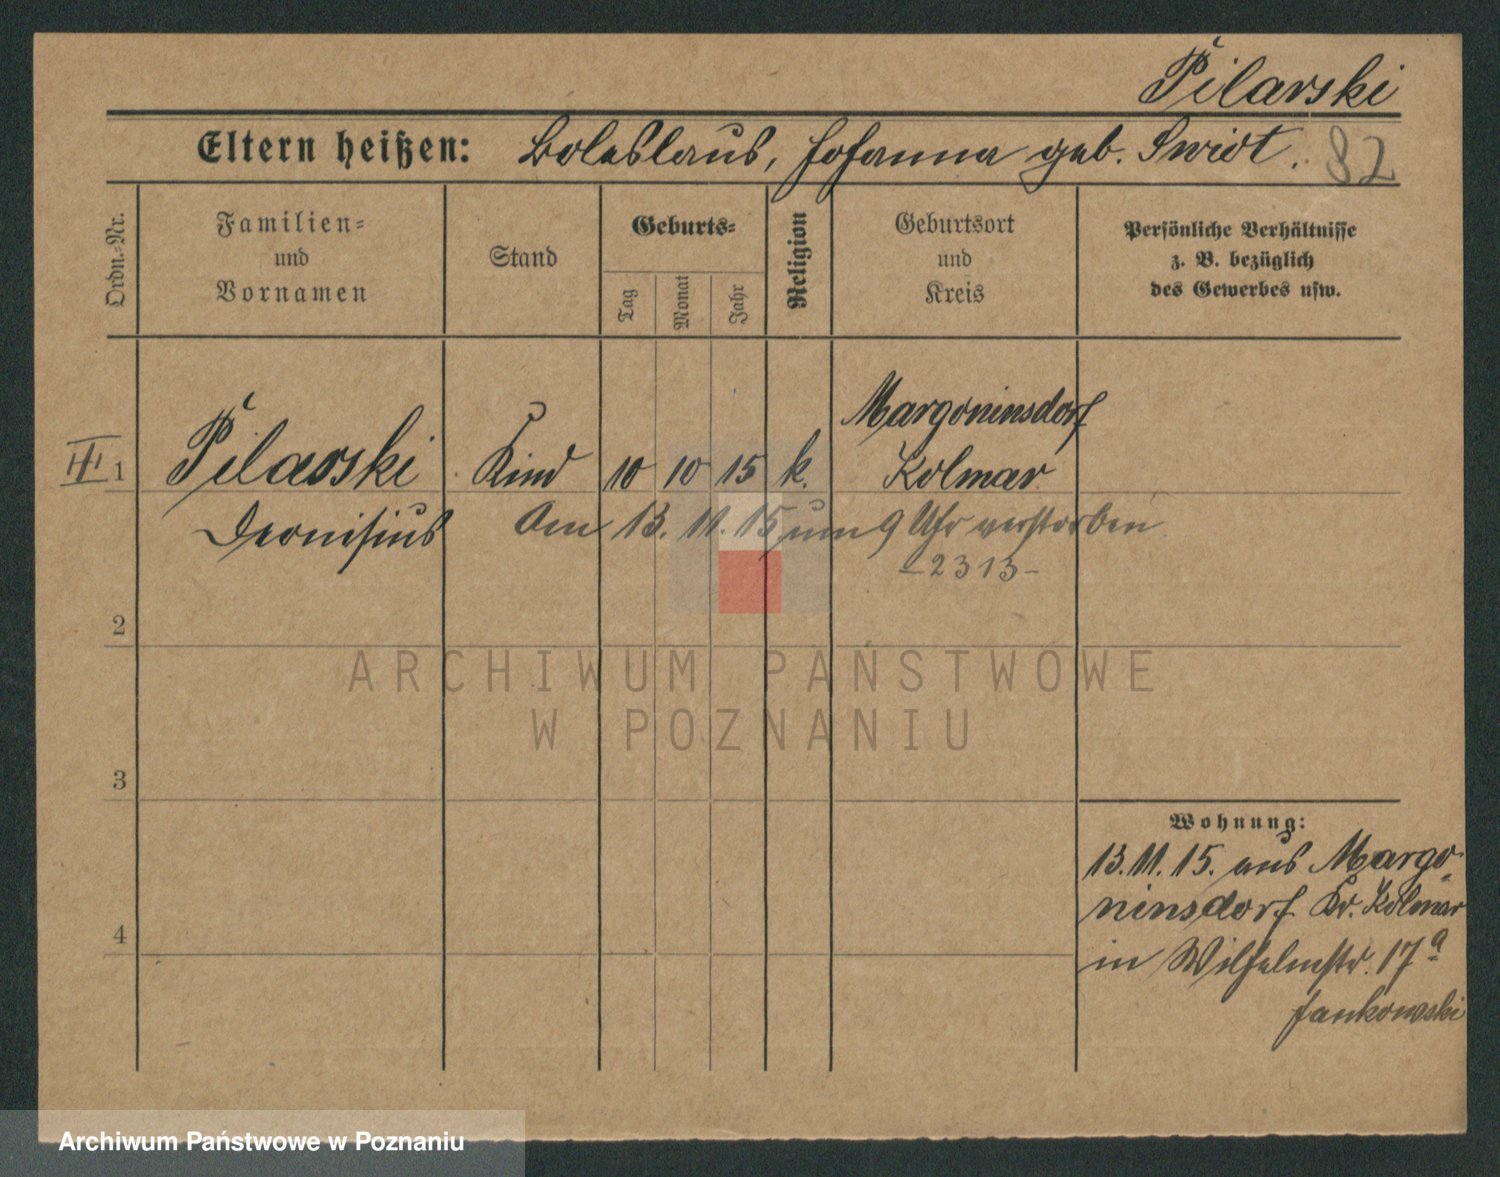 Pilarski
Eltern heißen: Boleslaus, Johanna geb. Swiot. 82
Ordn.-Nr.
Familien-
und
Vornamen
Stand
Geburts-
Tag
Monat
Jahr
Religion
Geburtsort
und
Kreis
Persönliche Verhältnisse
z. B. bezüglich
des Gewerbes usw.
III 1 Pilarski Kind 10 10 15 k. Margoninsdorf
Kolmar
Dionisius Am 13. 11. 15 um 9 Uhr verstorben
-2313-
2
3
4
Wohnung:
13. 11. 15. aus Margo-
ninsdorf Kr. Kolmar
in Wilhelmstr. 17a
Jankowski
ARCHIWUM PAŃSTWOWE
W POZNANIU
Archiwum Państwowe w Poznaniu